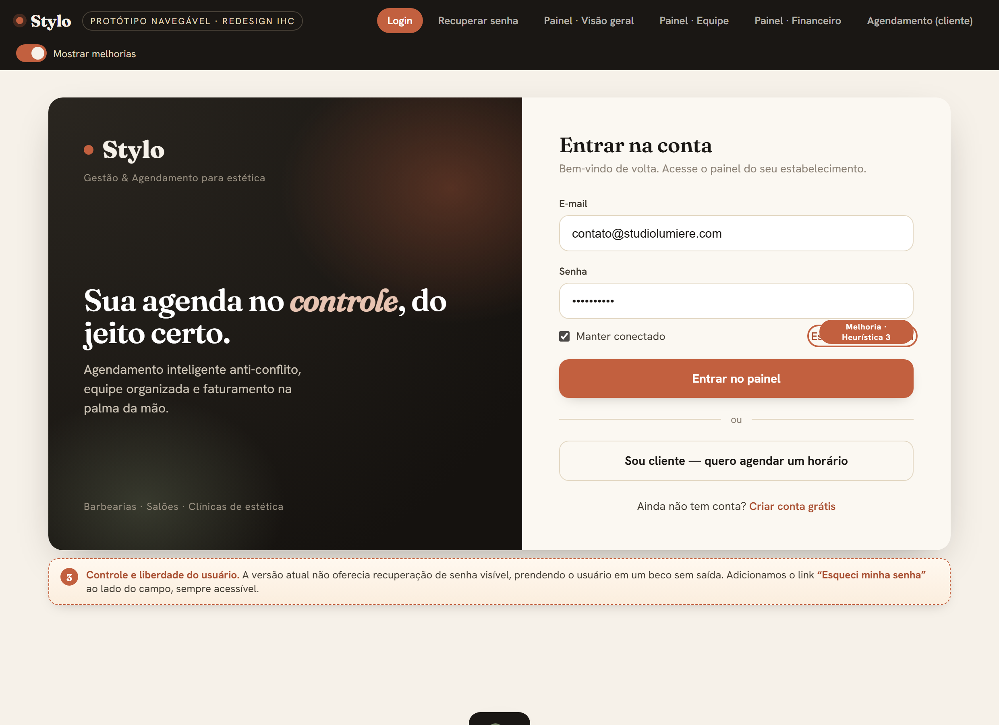 Stylo
PROTÓTIPO NAVEGÁVEL · REDESIGN IHC
Login
Recuperar senha
Painel · Visão geral
Painel · Equipe
Painel · Financeiro
Agendamento (cliente)
Mostrar melhorias
Stylo
Gestão & Agendamento para estética
Sua agenda no controle, do
jeito certo.
Agendamento inteligente anti-conflito,
equipe organizada e faturamento na
palma da mão.
Barbearias · Salões · Clínicas de estética
Entrar na conta
Bem-vindo de volta. Acesse o painel do seu estabelecimento.
E-mail
contato@studiolumiere.com
Senha
••••••••••
Manter conectado
Melhoria ·
Heurística 3
Entrar no painel
ou
Sou cliente — quero agendar um horário
Ainda não tem conta? Criar conta grátis
3
Controle e liberdade do usuário. A versão atual não oferecia recuperação de senha visível, prendendo o usuário em um beco sem saída. Adicionamos o link “Esqueci minha senha”
ao lado do campo, sempre acessível.